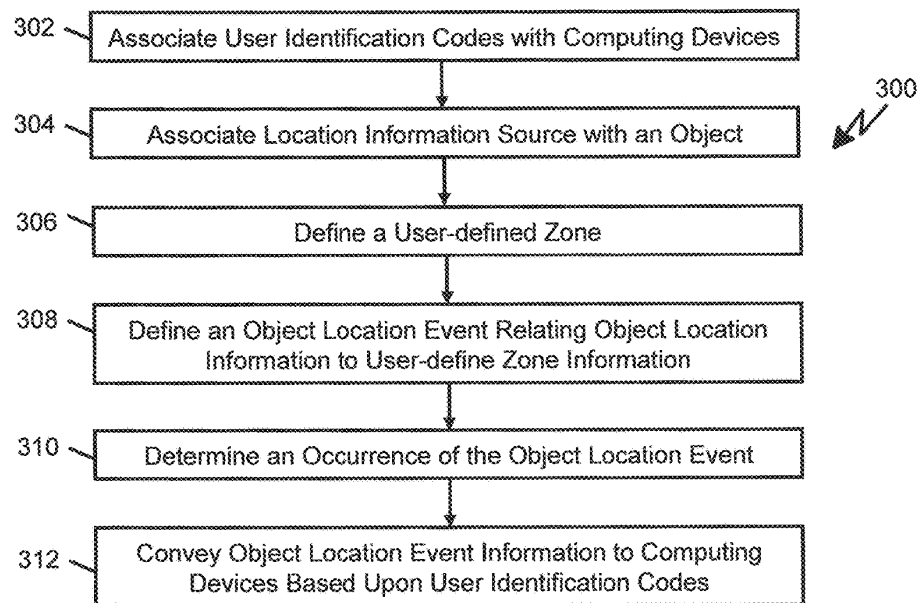 302
Associate User Identification Codes with Computing Devices
300
304
Associate Location Information Source with an Object
306
Define a User-defined Zone
308
Define an Object Location Event Relating Object Location
Information to User-define Zone Information
310
Determine an Occurrence of the Object Location Event
312
Convey Object Location Event Information to Computing
Devices Based Upon User Identification Codes